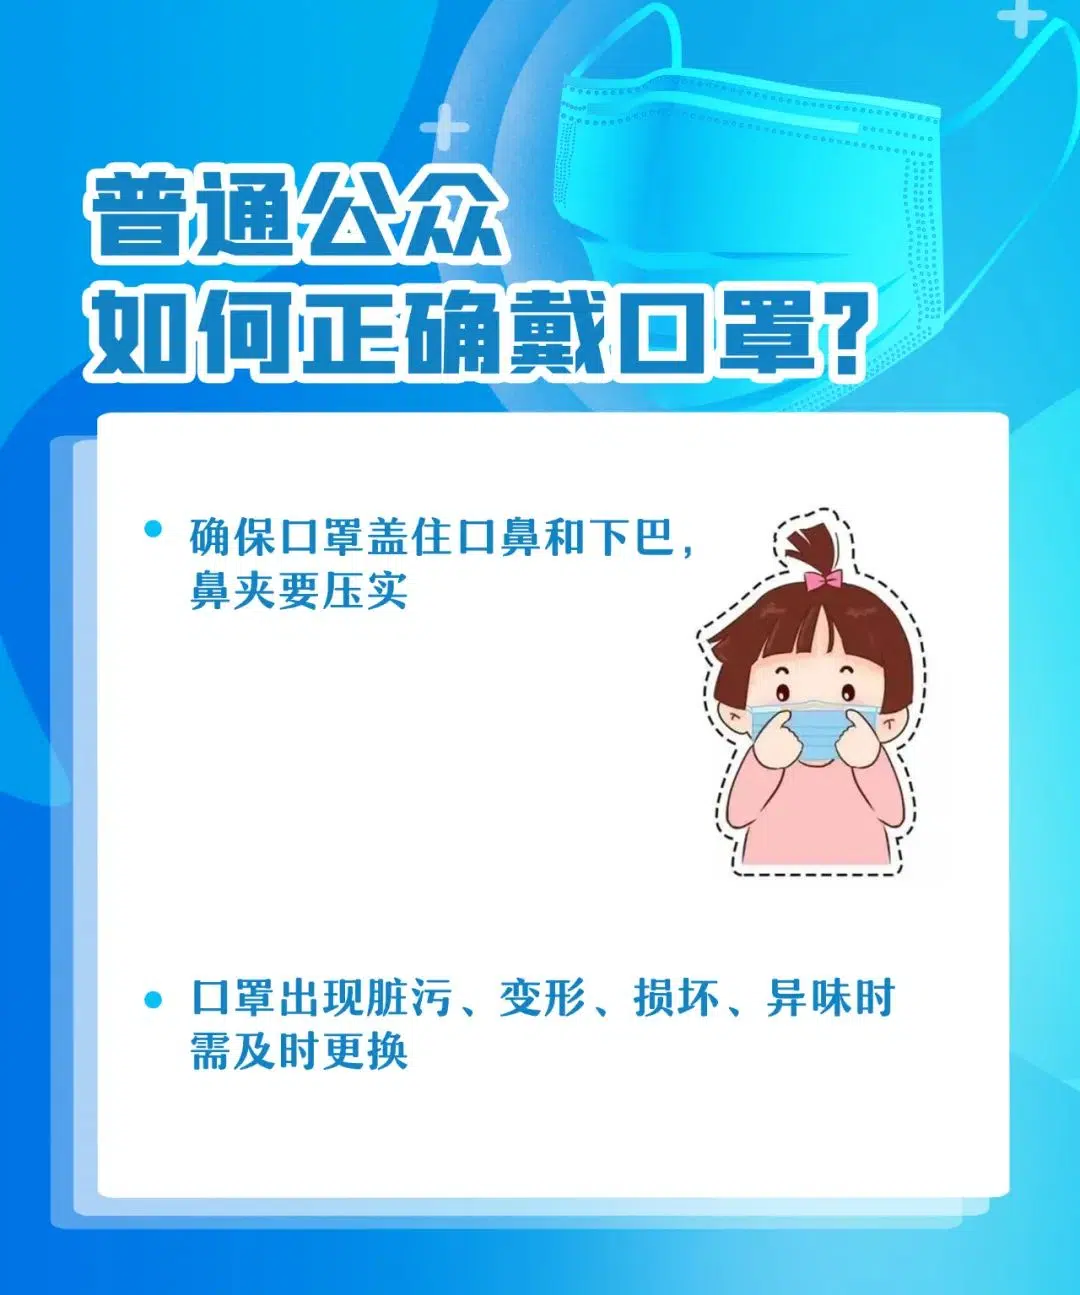 普通公众
如何正确戴口罩?
确保口罩盖住口鼻和下巴，
鼻夹要压实
口罩出现脏污、变形、损坏、异味时
需及时更换